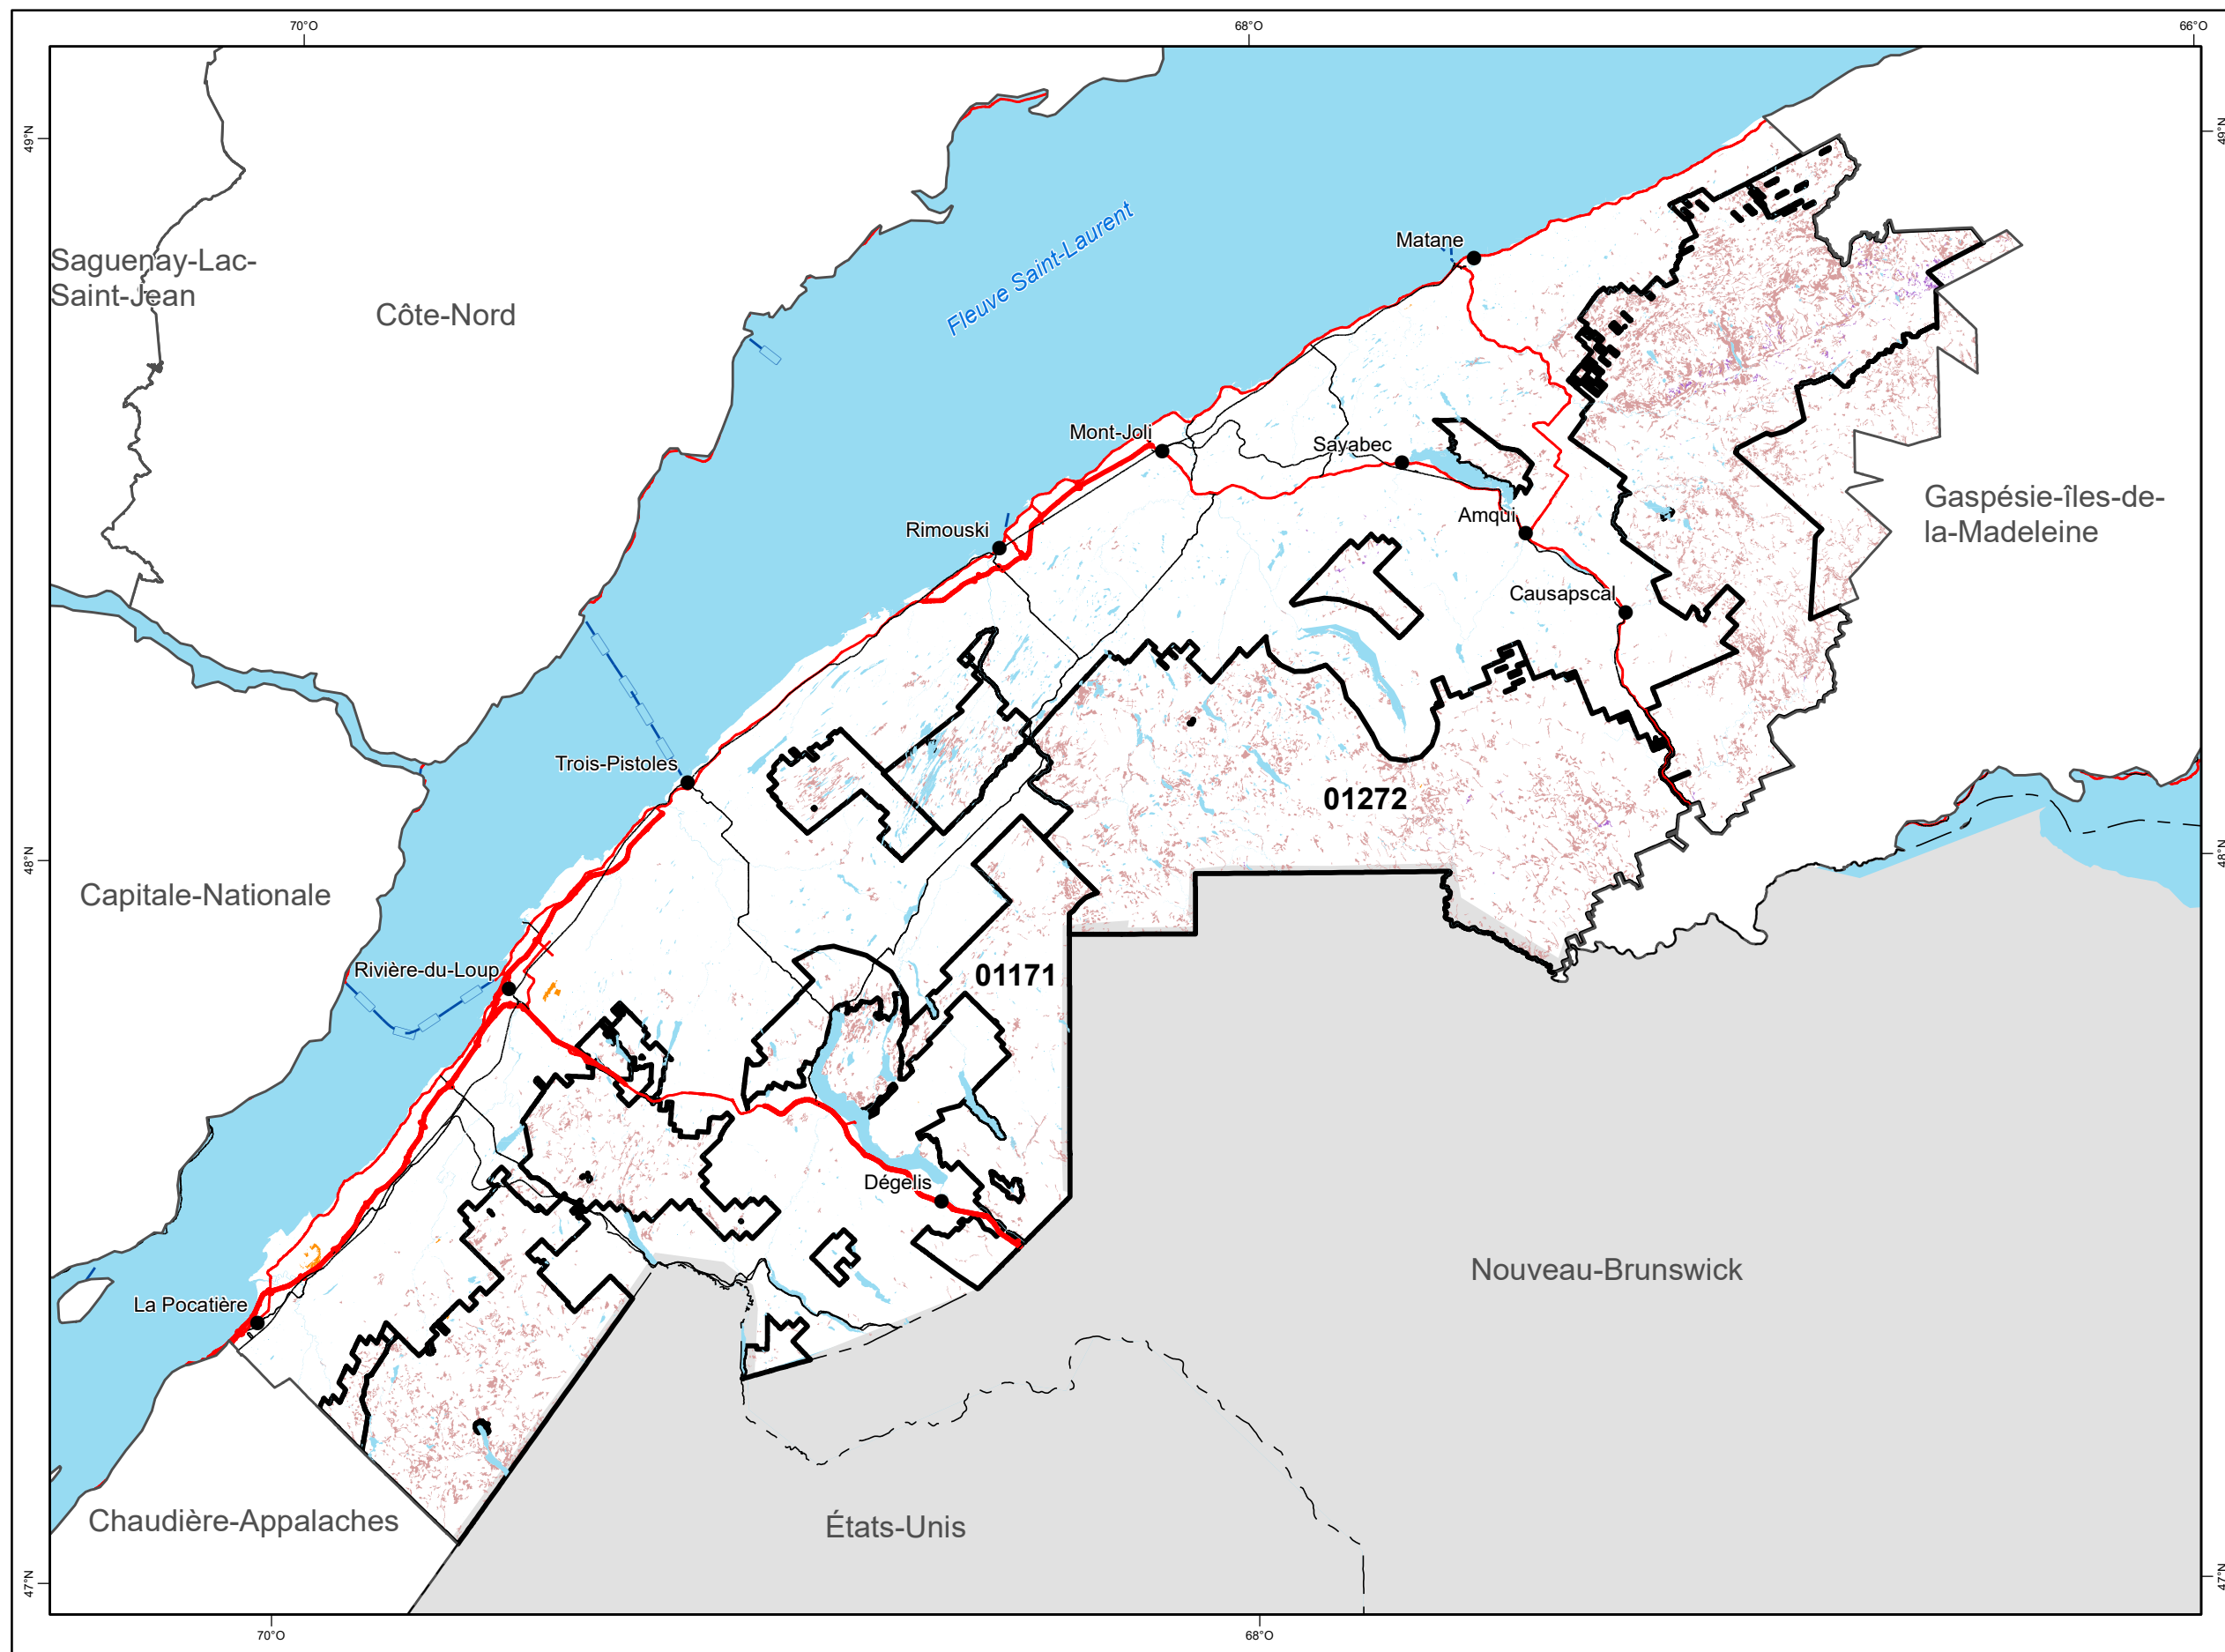 70°O
68°O
66°O
49°N
49°N
Fleuve Saint-Laurent
Matane
Saguenay-Lac-
Saint-Jean
Côte-Nord
Mont-Joli
Sayabec
Gaspésie-îles-de-
la-Madeleine
Amqui
Rimouski
Causapscal
Trois-Pistoles
01272
48°N
48°N
Capitale-Nationale
Rivière-du-Loup
01171
Dégelis
Nouveau-Brunswick
La Pocatière
Chaudière-Appalaches
États-Unis
47°N
47°N
70°O
68°O